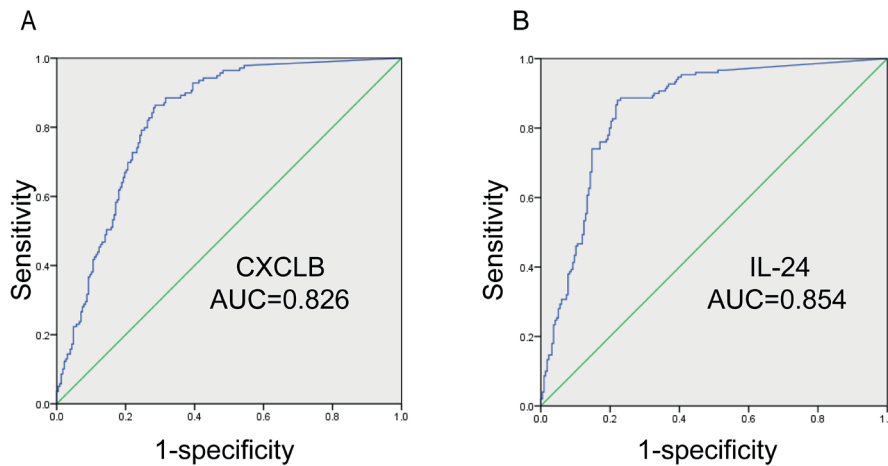 A
1.0
0.8
0.6
0.4
0.2
0.0
Sensitivity
CXCLB
AUC=0.826
0.0 0.2 0.4 0.6 0.8 1.0
1-specificity
B
1.0
0.8
0.6
0.4
0.2
0.0
Sensitivity
IL-24
AUC=0.854
0.0 0.2 0.4 0.6 0.8 1.
1-specificity